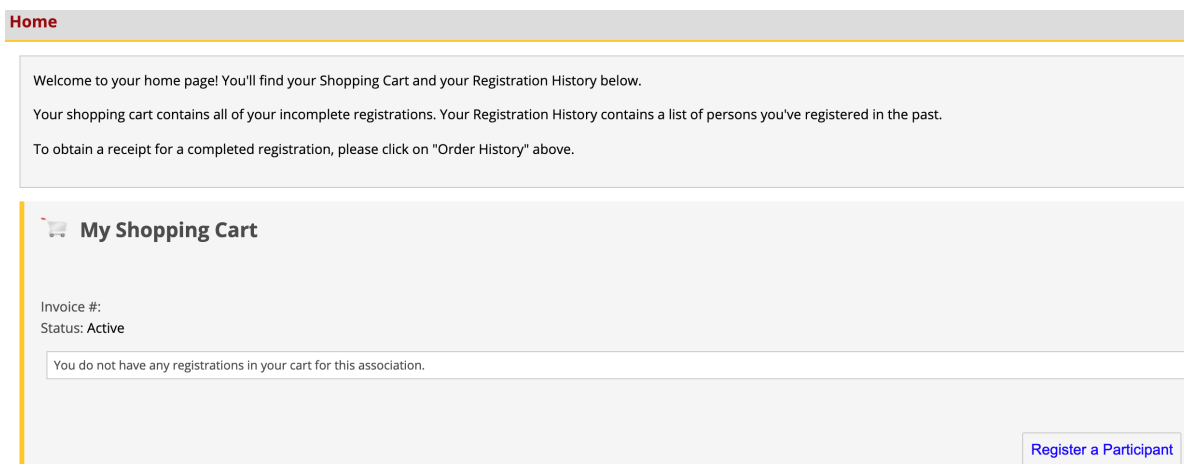 Home
Welcome to your home page! You'll find your Shopping Cart and your Registration History below.
Your shopping cart contains all of your incomplete registrations. Your Registration History contains a list of persons you've registered in the past.
To obtain a receipt for a completed registration, please click on "Order History" above.
My Shopping Cart
Invoice #:
Status: Active
You do not have any registrations in your cart for this association.
Register a Participant